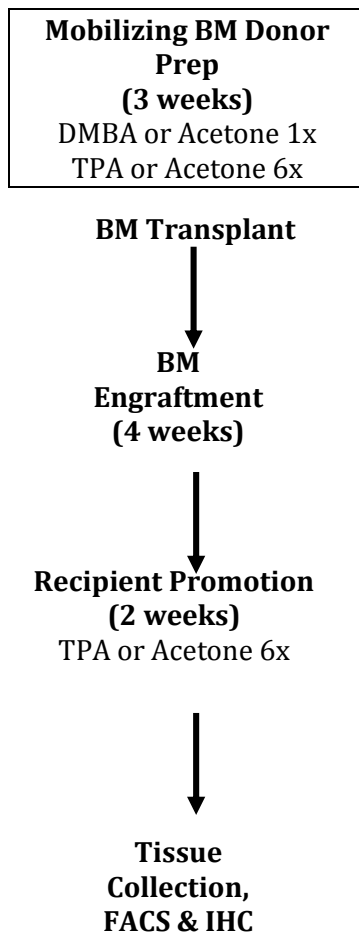 Mobilizing BM Donor
Prep
(3 weeks)
DMBA or Acetone 1x
TPA or Acetone 6x
BM Transplant
BM
Engraftment
(4 weeks)
Recipient Promotion
(2 weeks)
TPA or Acetone 6x
Tissue
Collection,
FACS & IHC